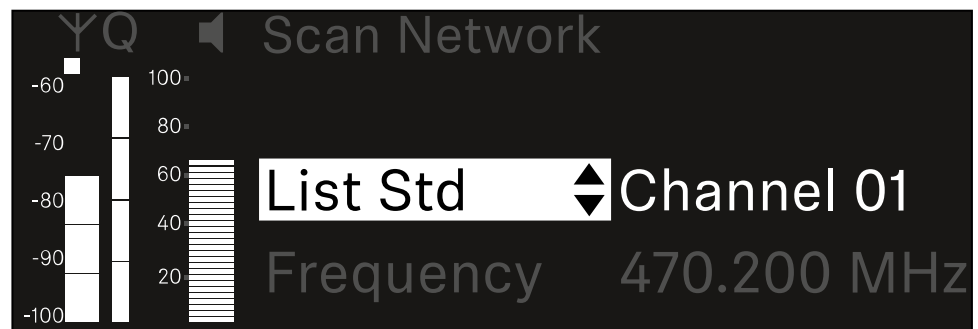 Q Scan Network
-60 100
-70 80
-80 60 List Std Channel 01
-90 40
-100 20 Frequency 470.200 MHz